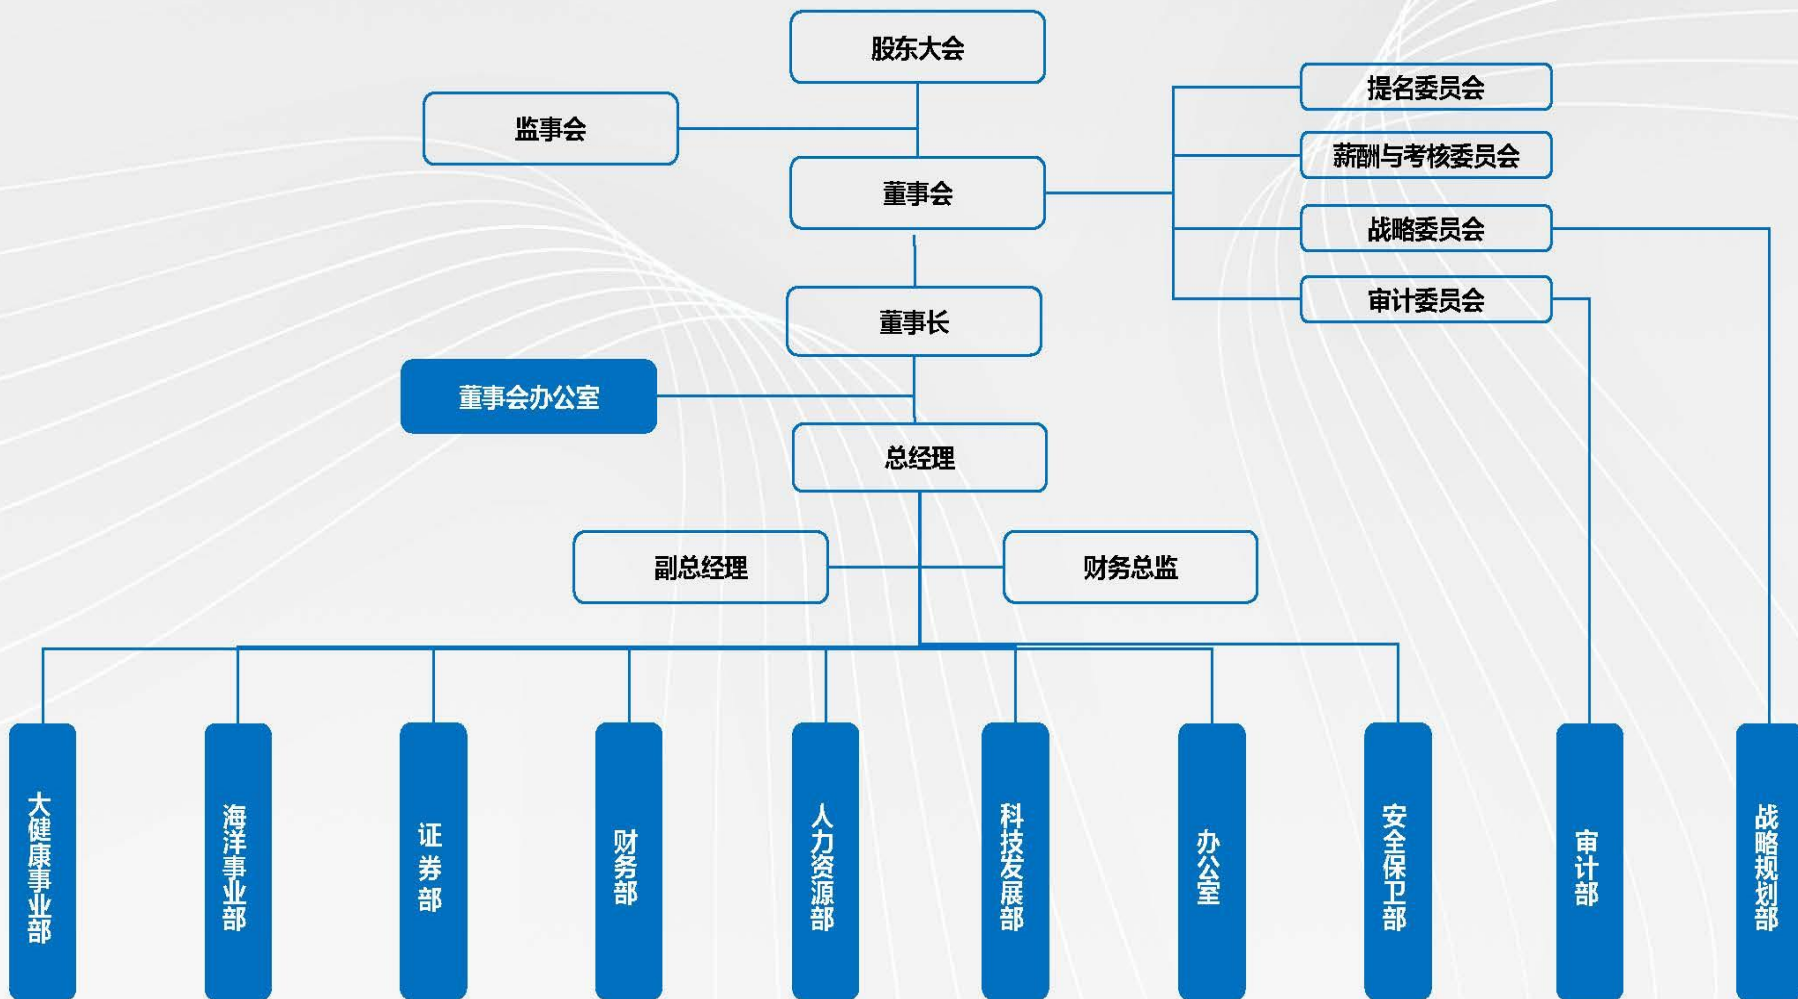 股东大会
监事会
董事会
提名委员会
薪酬与考核委员会
战略委员会
审计委员会
董事长
董事会办公室
总经理
副总经理
财务总监
大健康事业部
海洋事业部
证券部
财务部
人力资源部
科技发展部
办公室
安全保卫部
审计部
战略规划部